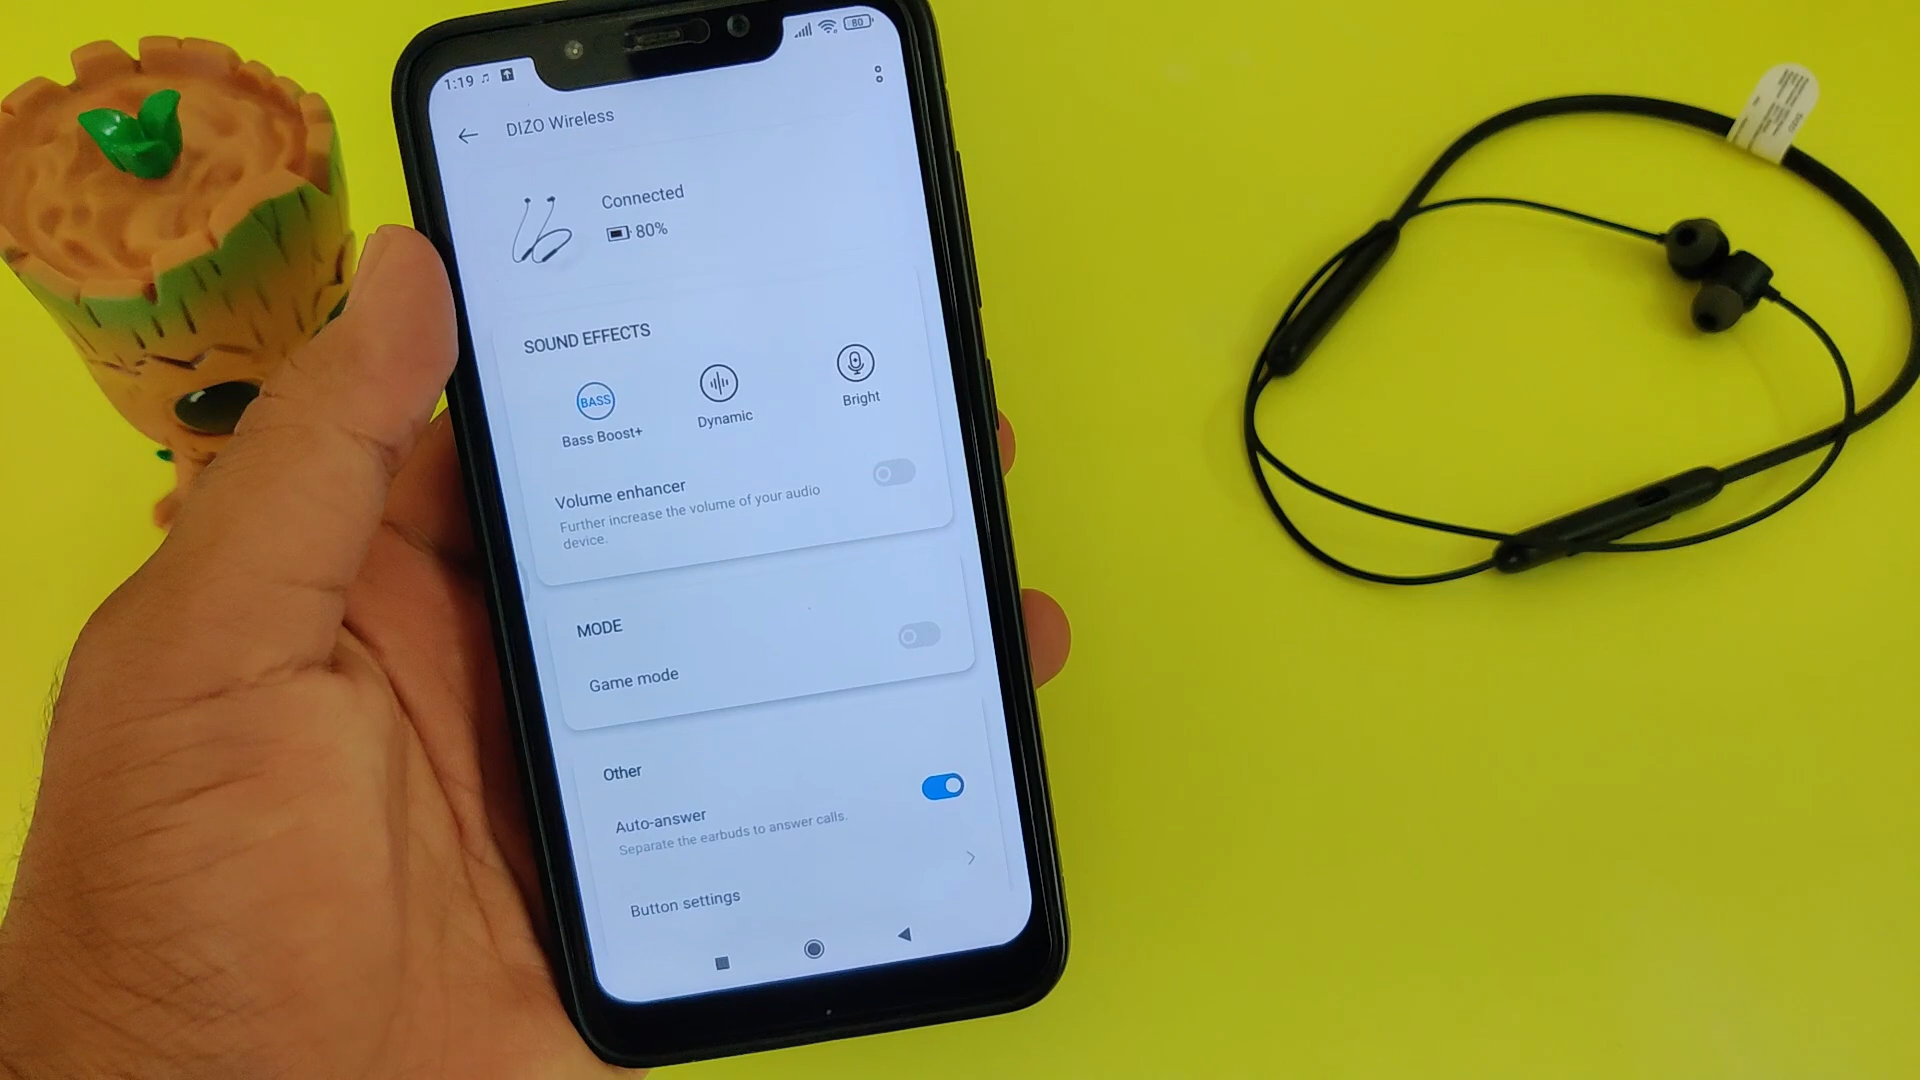 1:19
80
DIZO Wireless
Connected
80%
SOUND EFFECTS
BASS
Bass Boost+
Dynamic
Bright
Volume enhancer
Further increase the volume of your audio
device.
MODE
Game mode
Other
Auto-answer
Separate the earbuds to answer calls.
Button settings